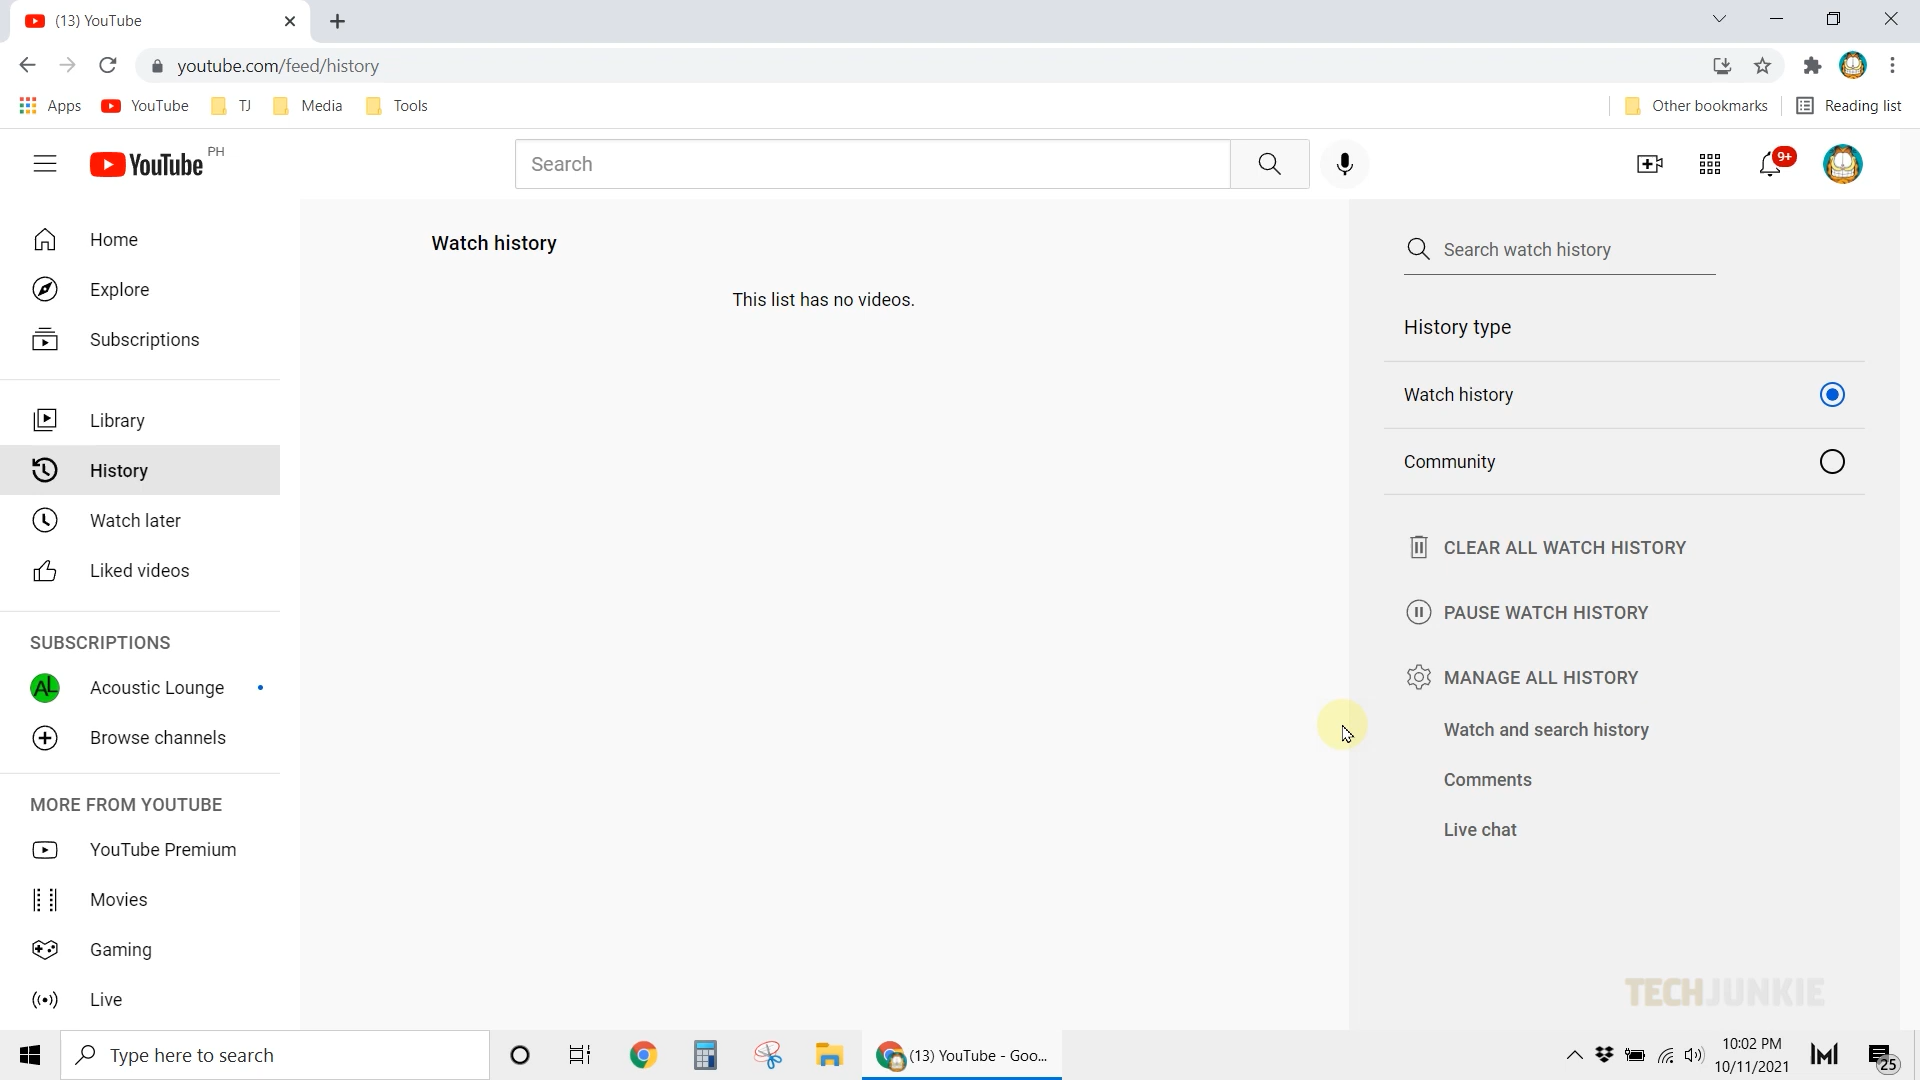 (13) YouTube
youtube.com/feed/history
Apps YouTube TJ Media Tools Other bookmarks Reading list
YouTube PH
Search
9+
Home
Explore
Subscriptions
Library
History
Watch later
Liked videos
SUBSCRIPTIONS
AL Acoustic Lounge
Browse channels
MORE FROM YOUTUBE
YouTube Premium
Movies
Gaming
Live
Watch history
This list has no videos.
Search watch history
History type
Watch history
Community
CLEAR ALL WATCH HISTORY
PAUSE WATCH HISTORY
MANAGE ALL HISTORY
Watch and search history
Comments
Live chat
TECHJUNKIE
Type here to search
(13) YouTube - Goo...
10:02 PM
10/11/2021
25